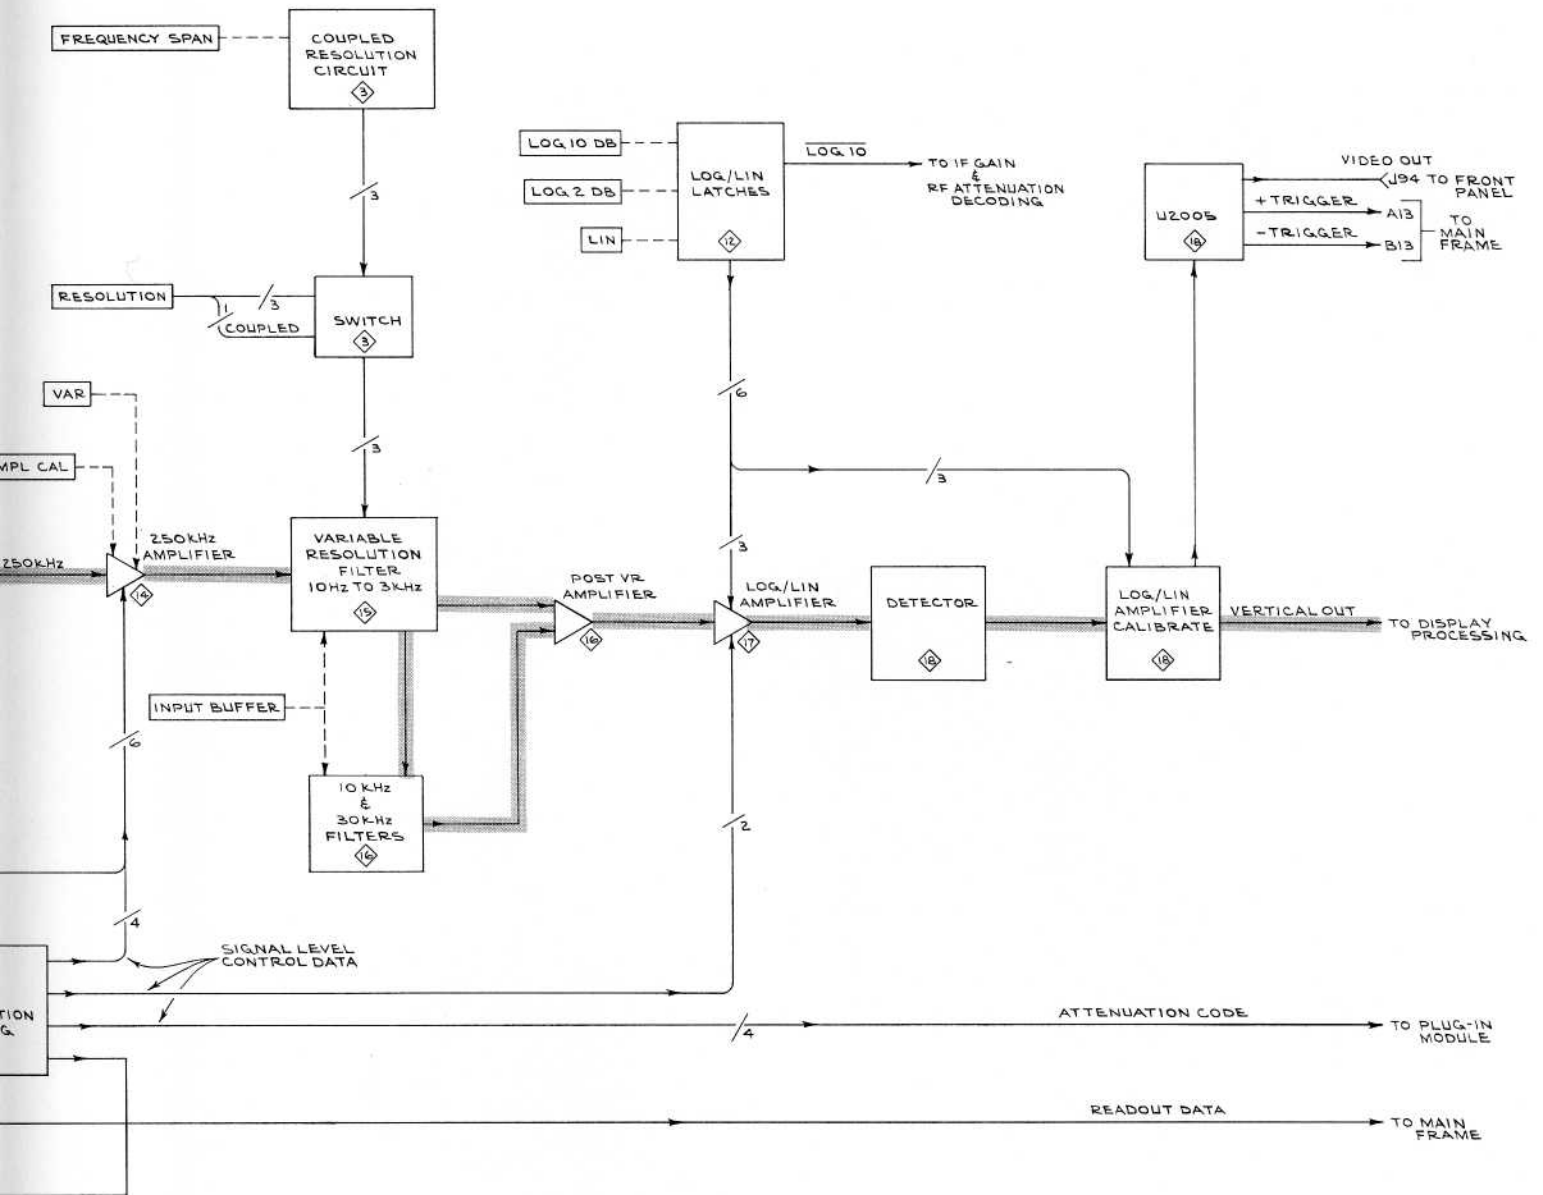 FREQUENCY SPAN
COUPLED
RESOLUTION
CIRCUIT
3
3
RESOLUTION
3
1
COUPLED
SWITCH
3
3
VAR
MPL CAL
250KHz
250KHz
AMPLIFIER
14
VARIABLE
RESOLUTION
FILTER
10Hz TO 3KHz
15
INPUT BUFFER
10KHz
&
30KHz
FILTERS
16
6
4
POST VR
AMPLIFIER
16
LOG 10 DB
LOG 2 DB
LIN
LOG/LIN
LATCHES
12
LOG 10
TO IF GAIN
&
RF ATTENUATION
DECODING
6
3
3
LOG/LIN
AMPLIFIER
17
2
DETECTOR
18
LOG/LIN
AMPLIFIER
CALIBRATE
18
VERTICAL OUT
TO DISPLAY
PROCESSING
U2005
18
VIDEO OUT
J94 TO FRONT
PANEL
+TRIGGER
A13
-TRIGGER
B13
TO
MAIN
FRAME
SIGNAL LEVEL
CONTROL DATA
TION
G
4
ATTENUATION CODE
TO PLUG-IN
MODULE
READOUT DATA
TO MAIN
FRAME